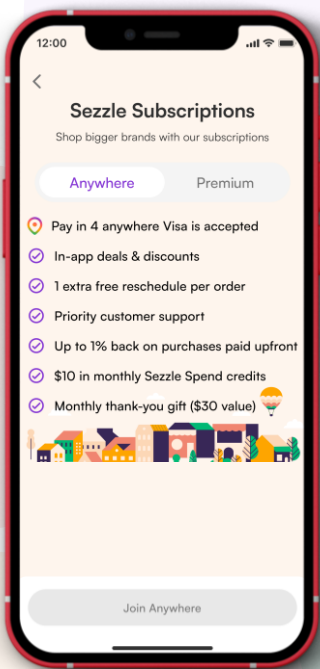 12:00
Sezzle Subscriptions
Shop bigger brands with our subscriptions
Anywhere
Premium
Pay in 4 anywhere Visa is accepted
In-app deals & discounts
1 extra free reschedule per order
Priority customer support
Up to 1% back on purchases paid upfront
$10 in monthly Sezzle Spend credits
Monthly thank-you gift ($30 value)
Join Anywhere